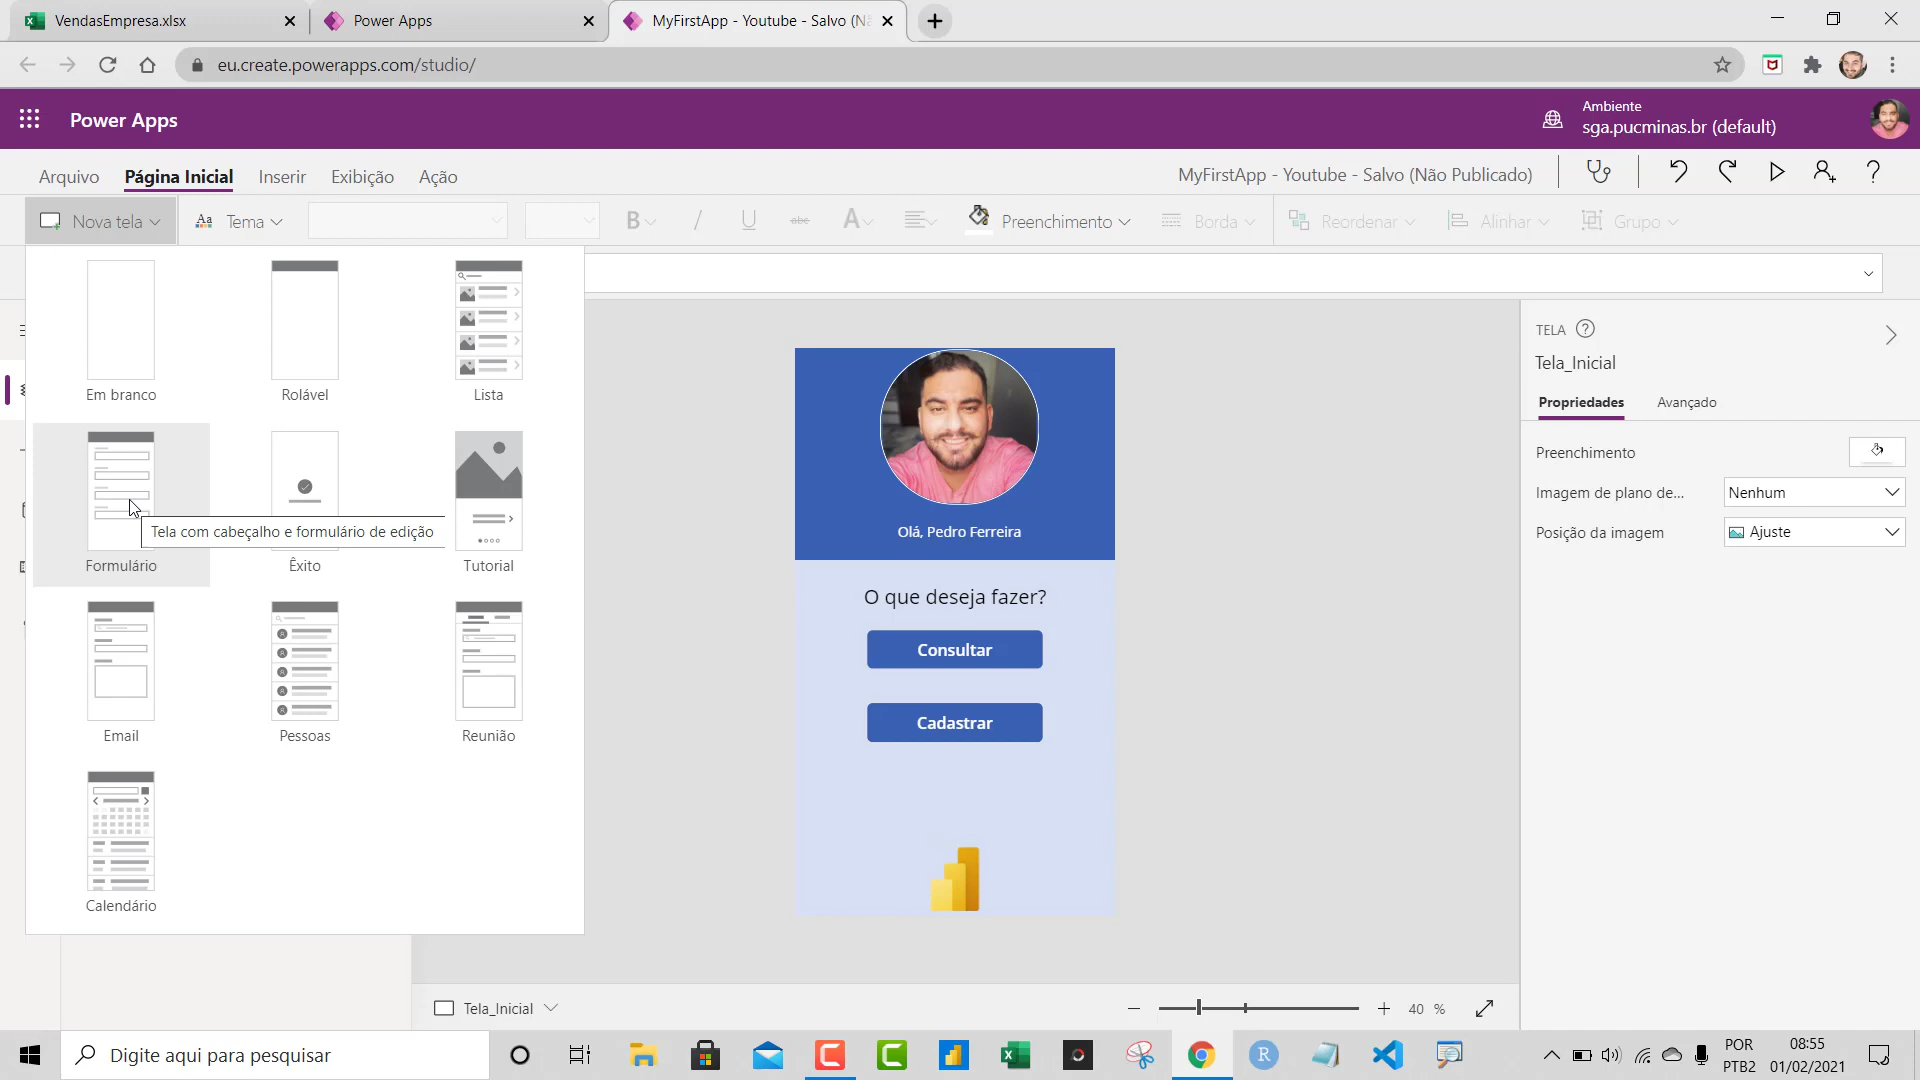 VendasEmpresa.xlsx
Power Apps
MyFirstApp - Youtube - Salvo (Nã
eu.create.powerapps.com/studio/
Power Apps
Ambiente
sga.pucminas.br (default)
Arquivo
Página Inicial
Inserir
Exibição
Ação
MyFirstApp - Youtube - Salvo (Não Publicado)
Nova tela
Tema
Preenchimento
Borda
Reordenar
Alinhar
Grupo
Em branco
Rolável
Lista
Tela com cabeçalho e formulário de edição
Formulário
Êxito
Tutorial
Email
Pessoas
Reunião
Calendário
Olá, Pedro Ferreira
O que deseja fazer?
Consultar
Cadastrar
TELA
Tela_Inicial
Propriedades
Avançado
Preenchimento
Imagem de plano de...
Nenhum
Posição da imagem
Ajuste
Tela_Inicial
40 %
Digite aqui para pesquisar
POR
PTB2
08:55
01/02/2021